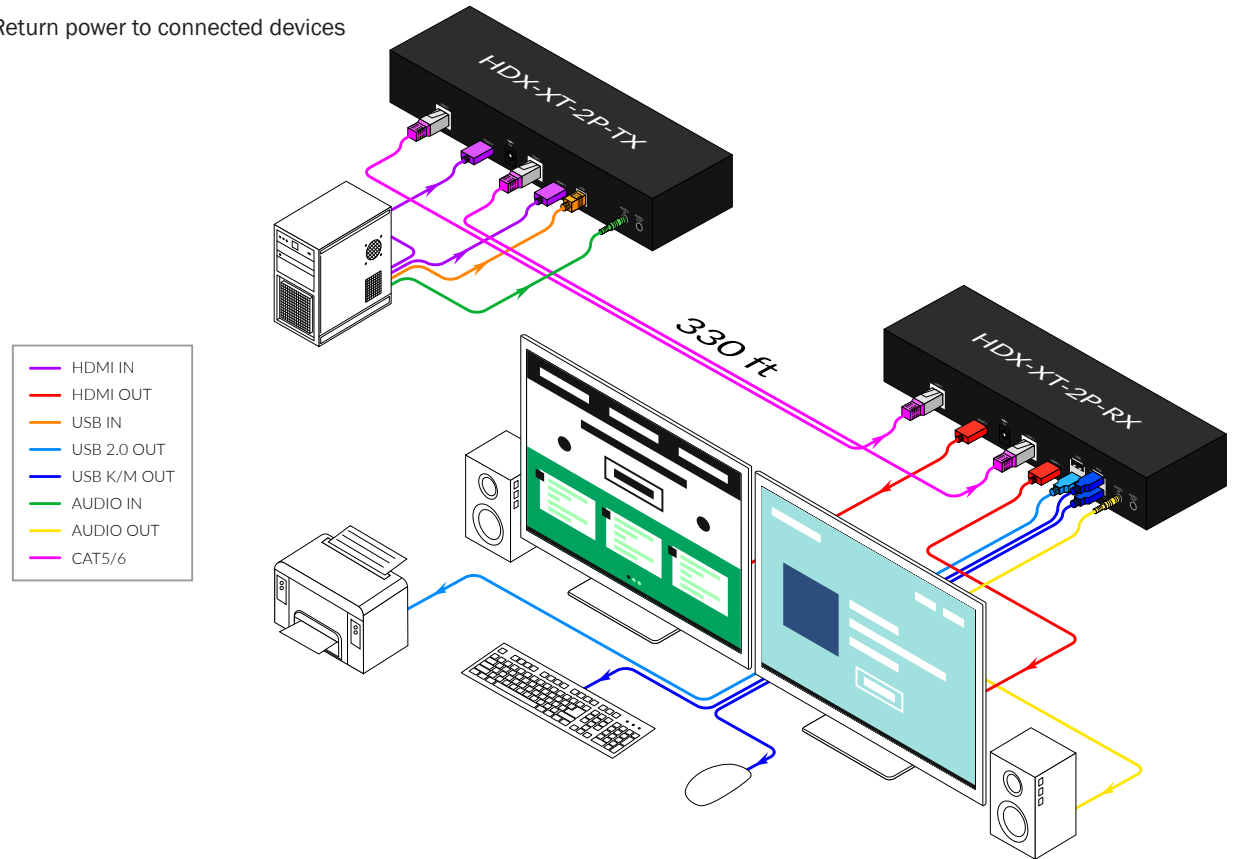 Return power to connected devices
HDX-XT-2P-TX
330 ft
HDX-XT-2P-RX
HDMI IN
HDMI OUT
USB IN
USB 2.0 OUT
USB K/M OUT
AUDIO IN
AUDIO OUT
CAT5/6